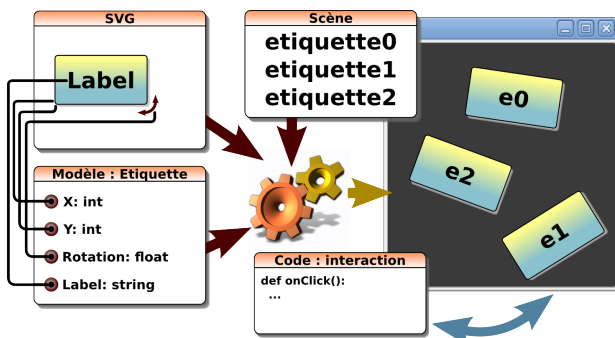 SVG
Label
Scène
etiquette0
etiquette1
etiquette2
Modèle : Etiquette
X: int
Y: int
Rotation: float
Label: string
Code : interaction
def onClick():
...
e0
e2
e1